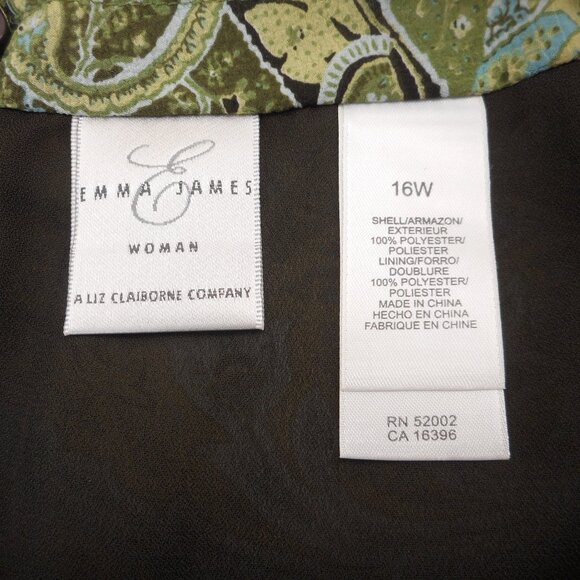 E
EMMA JAMES
WOMAN
A LIZ CLAIBORNE COMPANY
16W
SHELL/ARMAZON/
EXTERIEUR
100% POLYESTER/
POLIESTER
LINING/FORRO/
DOUBLURE
100% POLYESTER/
POLIESTER
MADE IN CHINA
HECHO EN CHINA
FABRIQUE EN CHINE
RN 52002
CA 16396